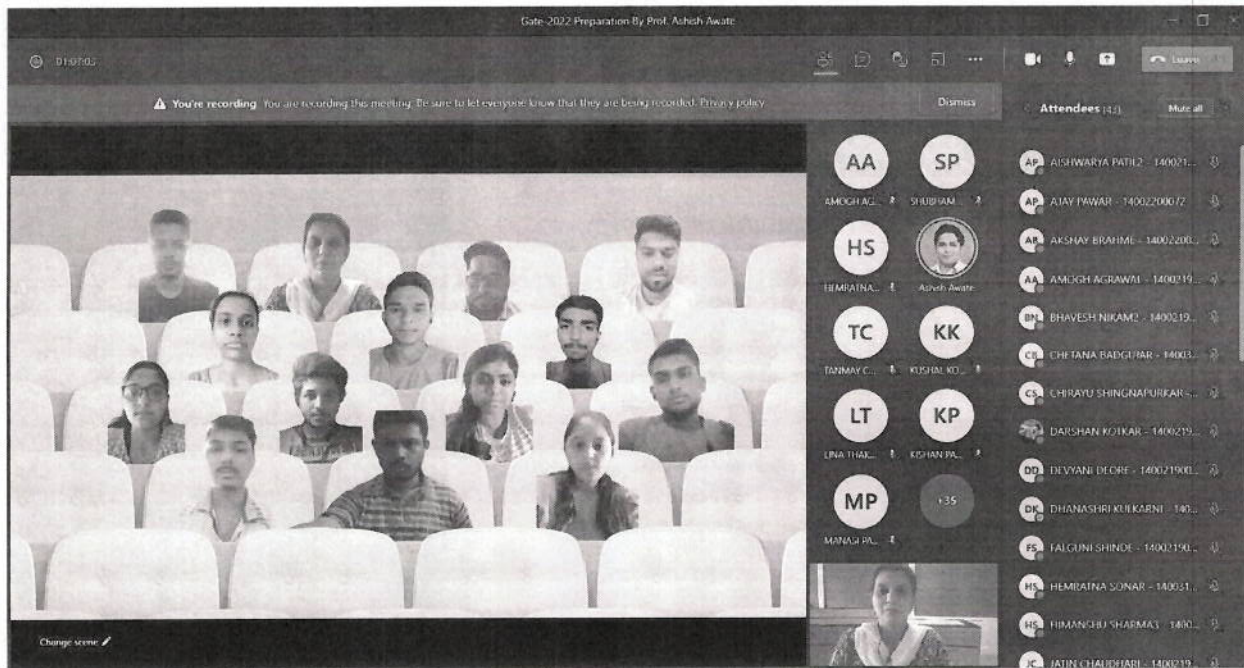 Gate-2022 Preparation By Prof. Ashish Awate
01:07:05
Leave
You're recording You are recording this meeting. Be sure to let everyone know that they are being recorded. Privacy policy
Dismiss
Attendees (43)
Mute all
AA
AMOGH AG...
SP
SHUBHAM...
HS
HEMRATNA...
Ashish Awate
TC
TANMAY C...
KK
KUSHAL KO...
LT
LINA THAK...
KP
KISHAN PA...
MP
MANASI PA...
+35
Change scene
AP AISHWARYA PATIL2 - 140021...
AP AJAY PAWAR - 14002200072
AB AKSHAY BRAHME - 14002200...
AA AMOGH AGRAWAL - 1400219...
BN BHAVESH NIKAM2 - 1400219...
CB CHETANA BADGUJAR - 14003...
CS CHIRAYU SHINGNAPURKAR -...
DARSHAN KOTKAR - 1400219...
DD DEVYANI DEORE - 140021900...
DK DHANASHRI KULKARNI - 140...
FS FALGUNI SHINDE - 14002190...
HS HEMRATNA SONAR - 140031...
HS HIMANSHU SHARMA3 - 1400...
JC JATIN CHAUDHARI - 1400219...